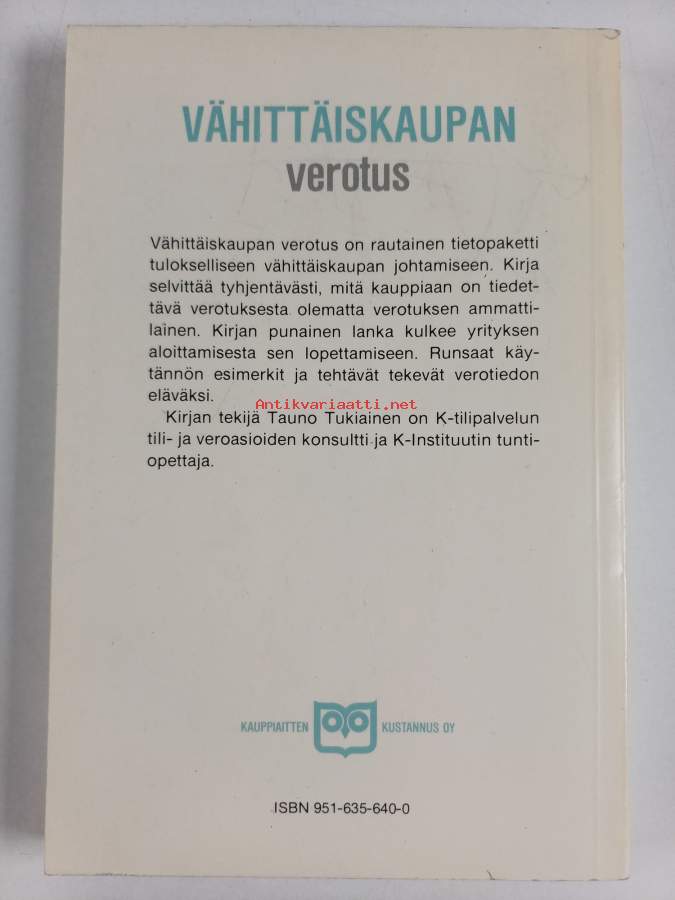 VÄHITTÄISKAUPAN
verotus
Vähittäiskaupan verotus on rautainen tietopaketti
tulokselliseen vähittäiskaupan johtamiseen. Kirja
selvittää tyhjentävästi, mitä kauppiaan on tiedet-
tävä verotuksesta olematta verotuksen ammatti-
lainen. Kirjan punainen lanka kulkee yrityksen
aloittamisesta sen lopettamiseen. Runsaat käy-
tännön esimerkit ja tehtävät tekevät verotiedon
eläväksi.
Antikvariaatti.net
Kirjan tekijä Tauno Tukiainen on K-tilipalvelun
tili- ja veroasioiden konsultti ja K-Instituutin tunti-
opettaja.
KAUPPIAITTEN KUSTANNUS OY
ISBN 951-635-640-0